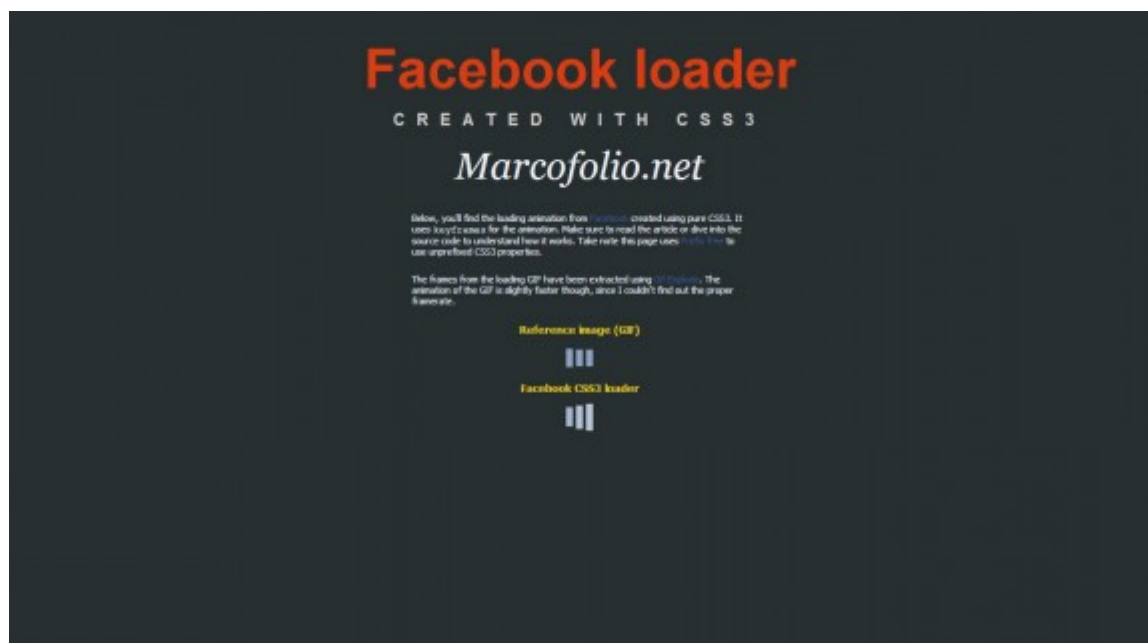 Facebook loader
CREATED WITH CSS3
Marcofolio.net
Below, you'll find the loading animation from Facebook created using pure CSS3. It
uses keyframes for the animation. Make sure to read the article or dive into the
source code to understand how it works. Take note this page uses Prefix free to
use unprefixed CSS3 properties.
The frames from the loading GIF have been extracted using . The
animation of the GIF is slightly faster though, since I couldn't find out the proper
framerate.
Reference image (GIF)
Facebook CSS3 loader